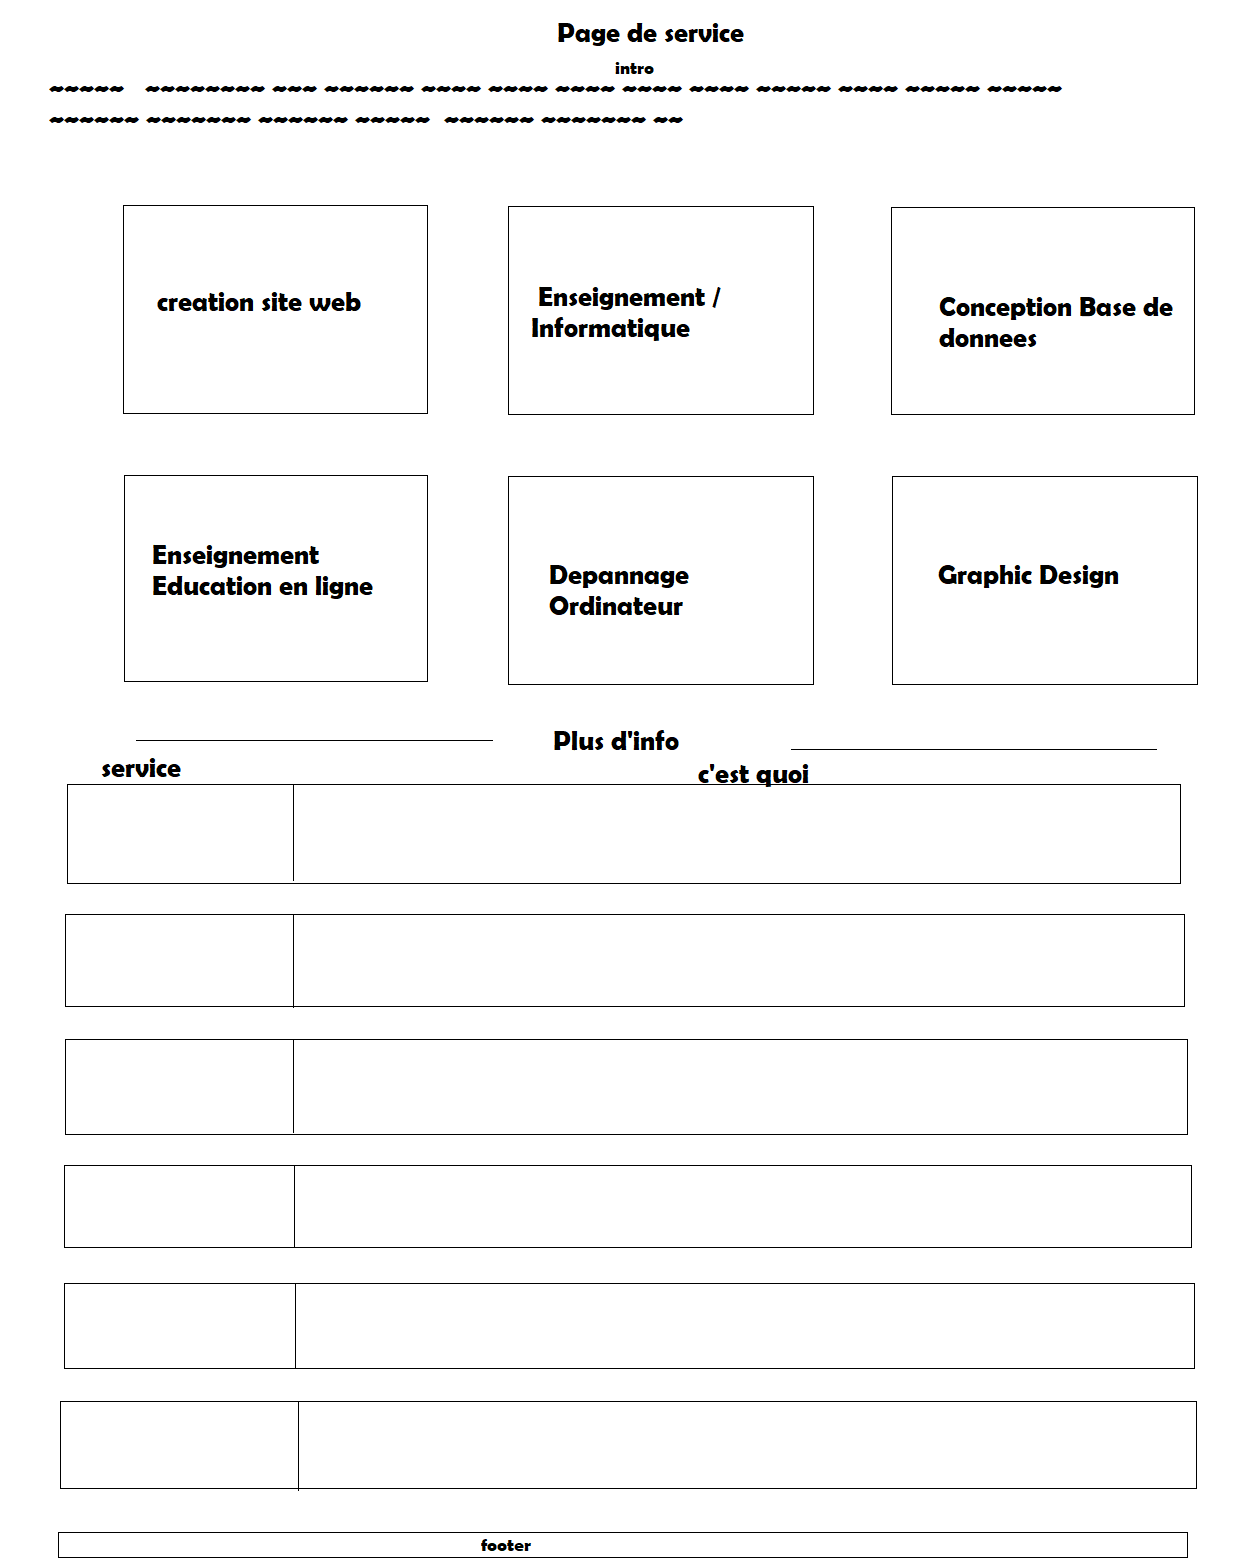 Page de service
intro
~~~~~ ~~~~~~~~ ~~~ ~~~~~~ ~~~~ ~~~~ ~~~~ ~~~~ ~~~~ ~~~~~ ~~~~ ~~~~~ ~~~~~
~~~~~~ ~~~~~~~ ~~~~~~ ~~~~~ ~~~~~~ ~~~~~~~ ~~
creation site web
Enseignement /
Informatique
Conception Base de
donnees
Enseignement
Education en ligne
Depannage
Ordinateur
Graphic Design
Plus d'info
service
c'est quoi
footer